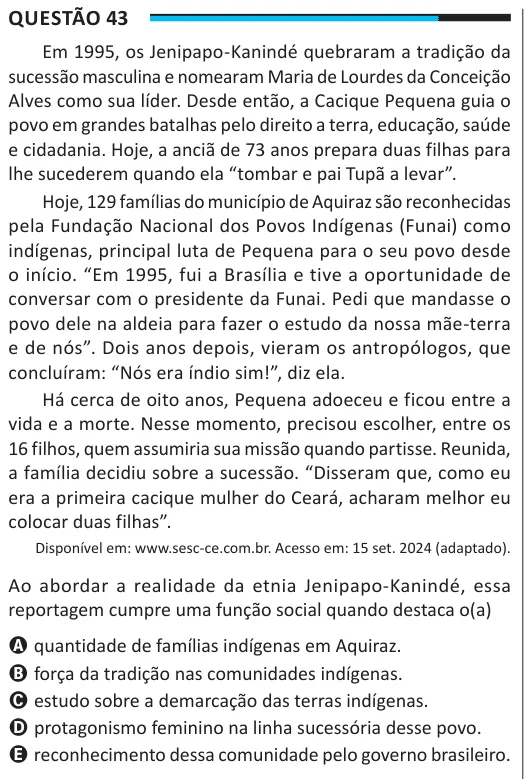 QUESTÃO 43
Em 1995, os Jenipapo-Kanindé quebraram a tradição da
sucessão masculina e nomearam Maria de Lourdes da Conceição
Alves como sua líder. Desde então, a Cacique Pequena guia o
povo em grandes batalhas pelo direito a terra, educação, saúde
e cidadania. Hoje, a anciã de 73 anos prepara duas filhas para
lhe sucederem quando ela “tombar e pai Tupã a levar”.
Hoje, 129 famílias do município de Aquiraz são reconhecidas
pela Fundação Nacional dos Povos Indígenas (Funai) como
indígenas, principal luta de Pequena para o seu povo desde
o início. “Em 1995, fui a Brasília e tive a oportunidade de
conversar com o presidente da Funai. Pedi que mandasse o
povo dele na aldeia para fazer o estudo da nossa mãe-terra
e de nós”. Dois anos depois, vieram os antropólogos, que
concluíram: “Nós era índio sim!”, diz ela.
Há cerca de oito anos, Pequena adoeceu e ficou entre a
vida e a morte. Nesse momento, precisou escolher, entre os
16 filhos, quem assumiria sua missão quando partisse. Reunida,
a família decidiu sobre a sucessão. “Disseram que, como eu
era a primeira cacique mulher do Ceará, acharam melhor eu
colocar duas filhas”.
Disponível em: www.sesc-ce.com.br. Acesso em: 15 set. 2024 (adaptado).
Ao abordar a realidade da etnia Jenipapo-Kanindé, essa
reportagem cumpre uma função social quando destaca o(a)
A quantidade de famílias indígenas em Aquiraz.
B força da tradição nas comunidades indígenas.
C estudo sobre a demarcação das terras indígenas.
D protagonismo feminino na linha sucessória desse povo.
E reconhecimento dessa comunidade pelo governo brasileiro.